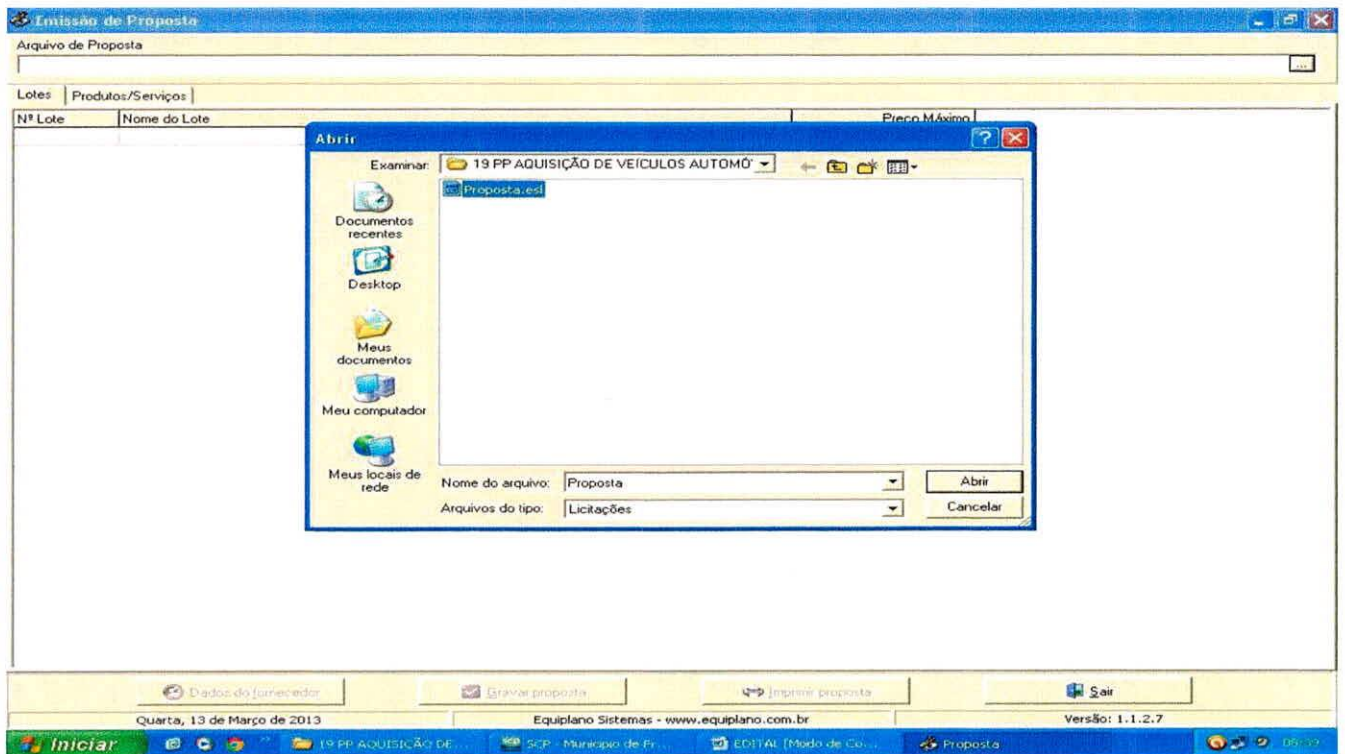 Emissão de Proposta
Arquivo de Proposta
...
Lotes Produtos/Serviços
Nº Lote Nome do Lote Preço Máximo
Abrir
Examinar: 19 PP AQUISIÇÃO DE VEÍCULOS AUTOMÓ
Proposta.esl
Documentos
recentes
Desktop
Meus
documentos
Meu computador
Meus locais de
rede
Nome do arquivo: Proposta Abrir
Arquivos do tipo: Licitações Cancelar
Dados do fornecedor Gravar proposta Imprimir proposta Sair
Quarta, 13 de Março de 2013 Equiplano Sistemas - www.equiplano.com.br Versão: 1.1.2.7
Iniciar 19 PP AQUISIÇÃO DE... SCP - Municipio de Fr... EDITAL [Modo de Co... Proposta